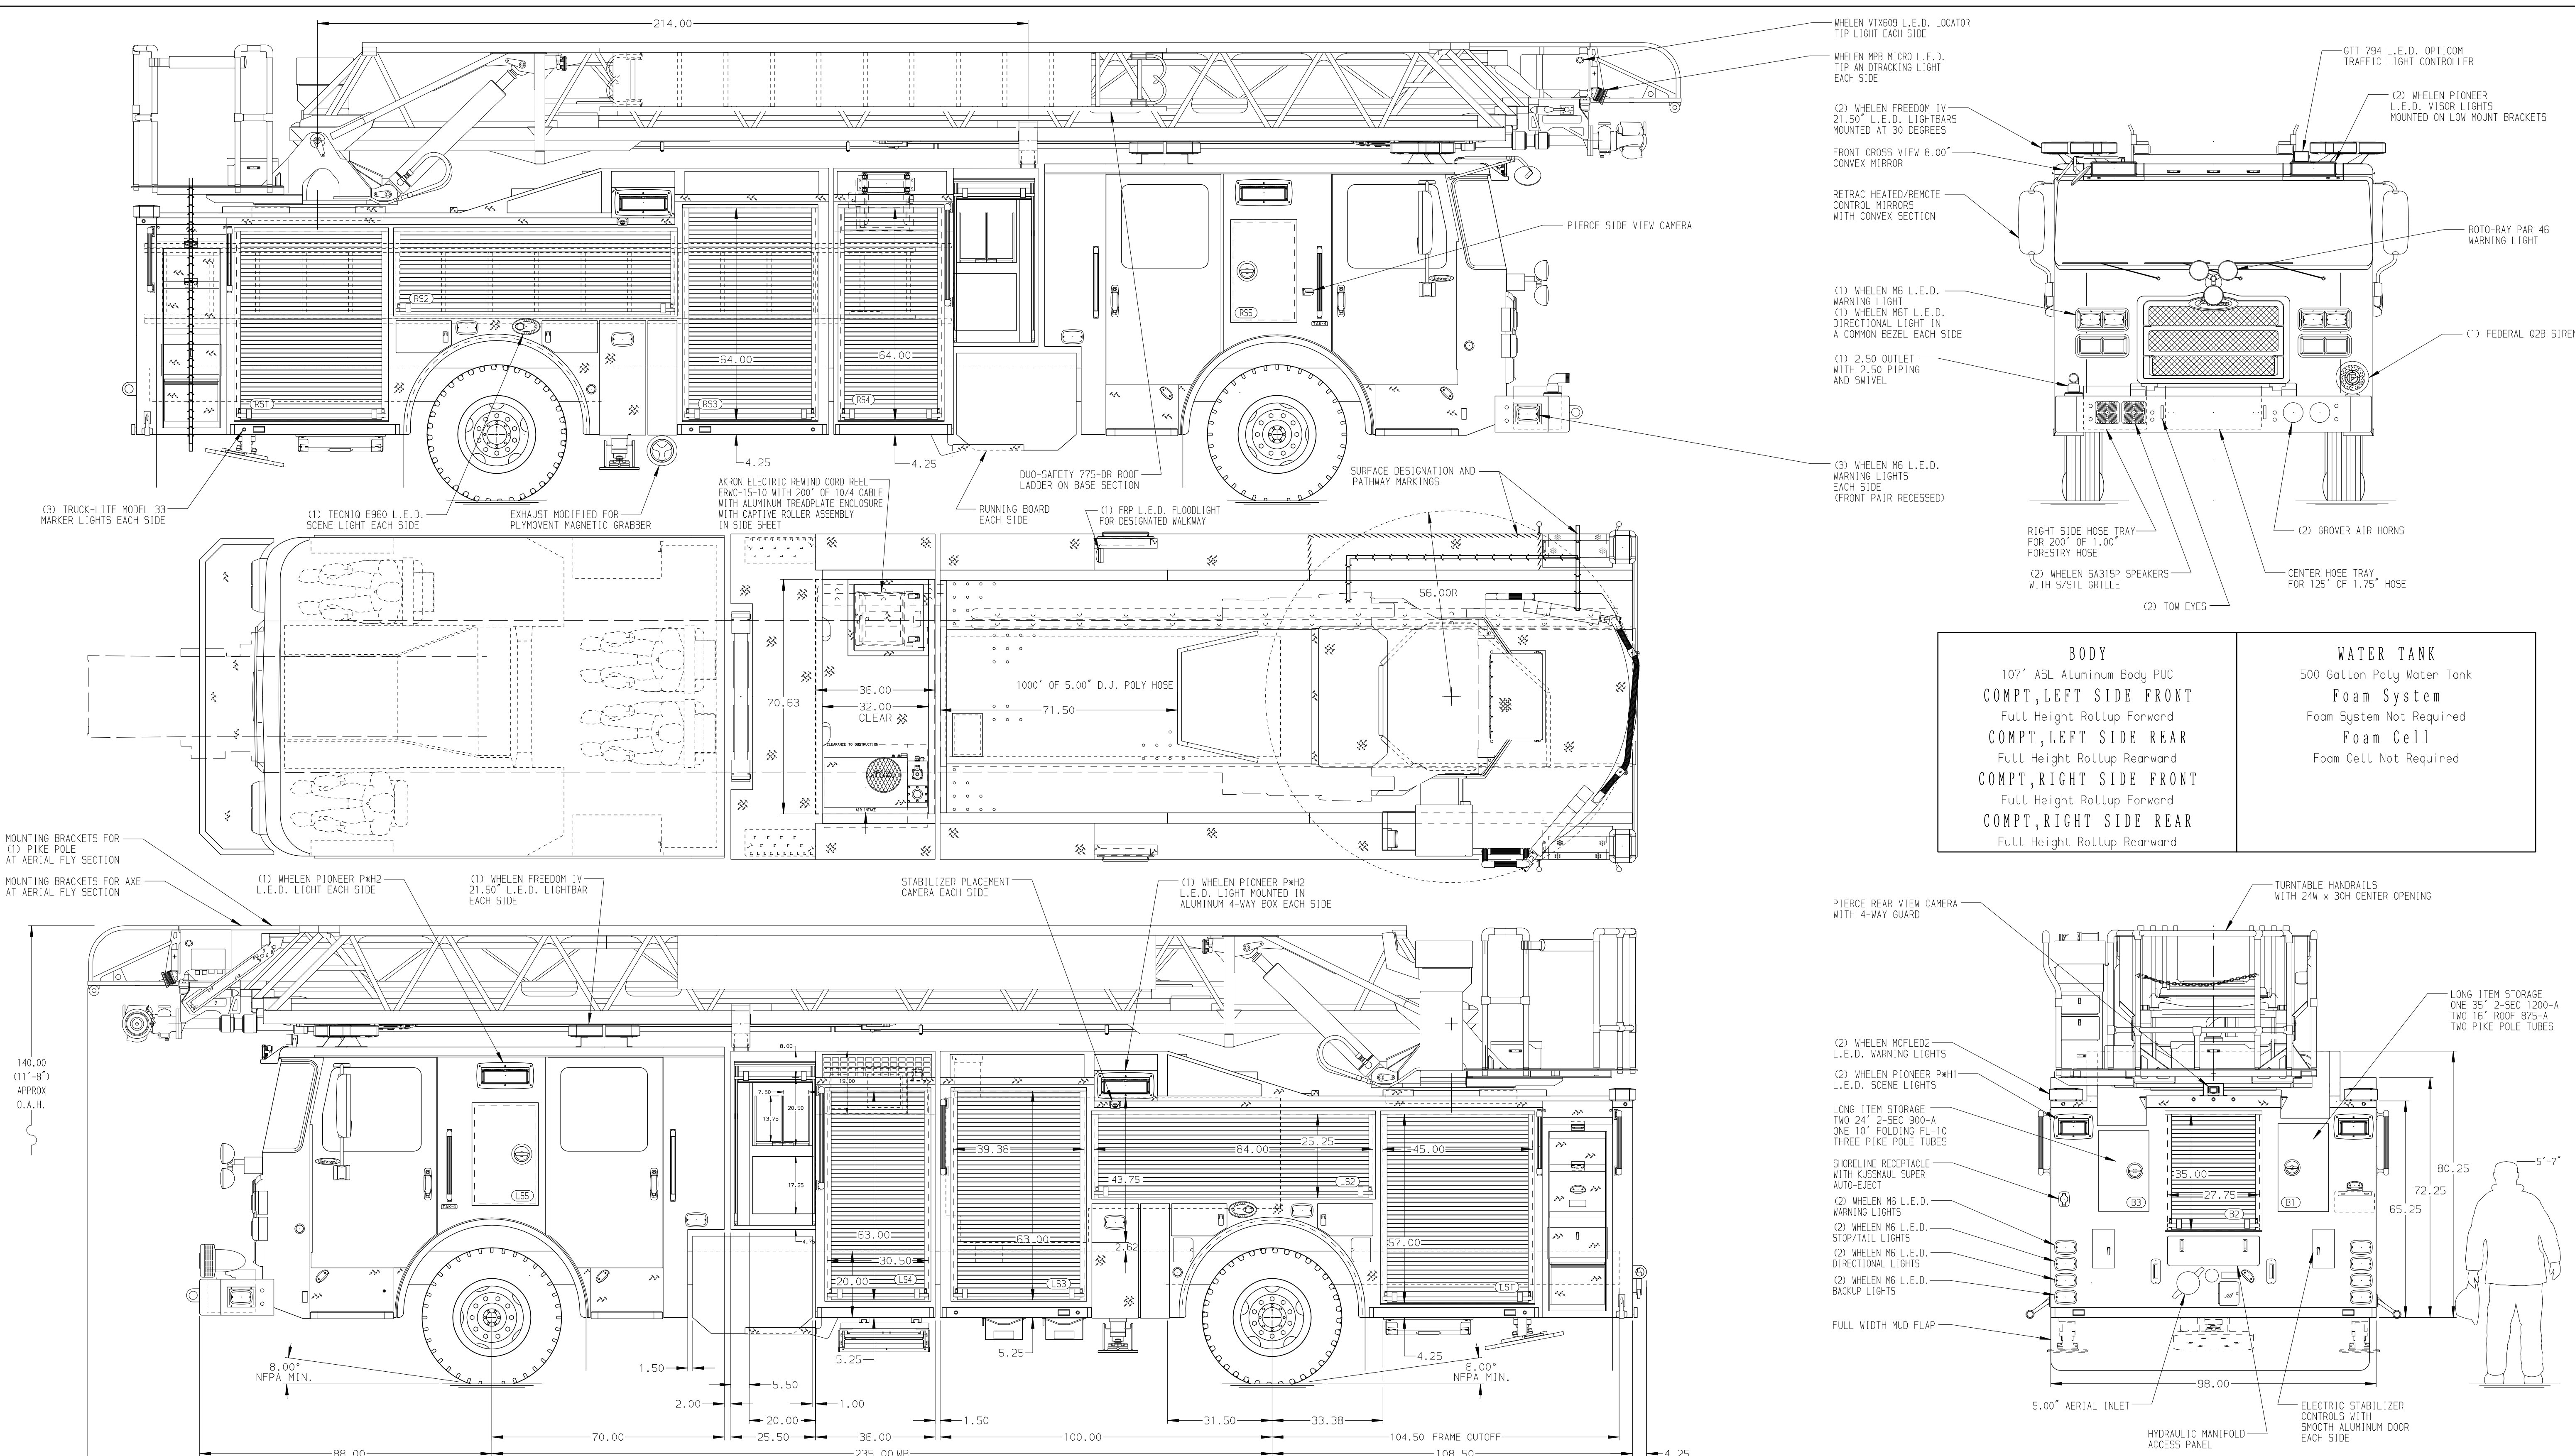 214.00
WHELEN VTX609 L.E.D. LOCATOR
TIP LIGHT EACH SIDE
WHELEN MPB MICRO L.E.D.
TIP AN DTRACKING LIGHT
EACH SIDE
(2) WHELEN FREEDOM IV
21.50" L.E.D. LIGHTBARS
MOUNTED AT 30 DEGREES
FRONT CROSS VIEW 8.00"
CONVEX MIRROR
RETRAC HEATED/REMOTE
CONTROL MIRRORS
WITH CONVEX SECTION
PIERCE SIDE VIEW CAMERA
(1) WHELEN M6 L.E.D.
WARNING LIGHT
(1) WHELEN M6T L.E.D.
DIRECTIONAL LIGHT IN
A COMMON BEZEL EACH SIDE
(1) 2.50 OUTLET
WITH 2.50 PIPING
AND SWIVEL
(3) WHELEN M6 L.E.D.
WARNING LIGHTS
EACH SIDE
(FRONT PAIR RECESSED)
GTT 794 L.E.D. OPTICOM
TRAFFIC LIGHT CONTROLLER
(2) WHELEN PIONEER
L.E.D. VISOR LIGHTS
MOUNTED ON LOW MOUNT BRACKETS
ROTO-RAY PAR 46
WARNING LIGHT
(1) FEDERAL Q2B SIREN
RIGHT SIDE HOSE TRAY
FOR 200' OF 1.00"
FORESTRY HOSE
(2) WHELEN SA315P SPEAKERS
WITH S/STL GRILLE
(2) TOW EYES
(2) GROVER AIR HORNS
CENTER HOSE TRAY
FOR 125' OF 1.75" HOSE
RS1
RS2
RS3
RS4
RS5
TAK-4
64.00
64.00
4.25
4.25
(3) TRUCK-LITE MODEL 33
MARKER LIGHTS EACH SIDE
(1) TECNIQ E960 L.E.D.
SCENE LIGHT EACH SIDE
EXHAUST MODIFIED FOR
PLYMOVENT MAGNETIC GRABBER
AKRON ELECTRIC REWIND CORD REEL
ERWC-15-10 WITH 200' OF 10/4 CABLE
WITH ALUMINUM TREADPLATE ENCLOSURE
WITH CAPTIVE ROLLER ASSEMBLY
IN SIDE SHEET
RUNNING BOARD
EACH SIDE
DUO-SAFETY 775-DR ROOF
LADDER ON BASE SECTION
(1) FRP L.E.D. FLOODLIGHT
FOR DESIGNATED WALKWAY
SURFACE DESIGNATION AND
PATHWAY MARKINGS
56.00R
70.63
36.00
32.00
CLEAR
CLEARANCE TO OBSTRUCTION
AIR INTAKE
1000' OF 5.00" D.J. POLY HOSE
71.50
BODY
107' ASL Aluminum Body PUC
COMPT,LEFT SIDE FRONT
Full Height Rollup Forward
COMPT,LEFT SIDE REAR
Full Height Rollup Rearward
COMPT,RIGHT SIDE FRONT
Full Height Rollup Forward
COMPT,RIGHT SIDE REAR
Full Height Rollup Rearward
WATER TANK
500 Gallon Poly Water Tank
Foam System
Foam System Not Required
Foam Cell
Foam Cell Not Required
MOUNTING BRACKETS FOR
(1) PIKE POLE
AT AERIAL FLY SECTION
MOUNTING BRACKETS FOR AXE
AT AERIAL FLY SECTION
(1) WHELEN PIONEER P*H2
L.E.D. LIGHT EACH SIDE
(1) WHELEN FREEDOM IV
21.50" L.E.D. LIGHTBAR
EACH SIDE
STABILIZER PLACEMENT
CAMERA EACH SIDE
(1) WHELEN PIONEER P*H2
L.E.D. LIGHT MOUNTED IN
ALUMINUM 4-WAY BOX EACH SIDE
140.00
(11'-8")
APPROX
O.A.H.
8.00
19.00
7.50
20.50
13.75
17.25
4.75
LS5
TAK-4
63.00
30.50
20.00
LS4
39.38
63.00
LS3
84.00
25.25
43.75
LS2
2.62
45.00
57.00
LS1
8.00°
NFPA MIN.
1.50
5.50
2.00
1.00
5.25
5.25
4.25
8.00°
NFPA MIN.
20.00
1.50
31.50
33.38
70.00
25.50
36.00
100.00
104.50 FRAME CUTOFF
88.00
235.00 WB
108.50
4.25
PIERCE REAR VIEW CAMERA
WITH 4-WAY GUARD
(2) WHELEN MCFLED2
L.E.D. WARNING LIGHTS
(2) WHELEN PIONEER P*H1
L.E.D. SCENE LIGHTS
LONG ITEM STORAGE
TWO 24' 2-SEC 900-A
ONE 10' FOLDING FL-10
THREE PIKE POLE TUBES
SHORELINE RECEPTACLE
WITH KUSSMAUL SUPER
AUTO-EJECT
(2) WHELEN M6 L.E.D.
WARNING LIGHTS
(2) WHELEN M6 L.E.D.
STOP/TAIL LIGHTS
(2) WHELEN M6 L.E.D.
DIRECTIONAL LIGHTS
(2) WHELEN M6 L.E.D.
BACKUP LIGHTS
FULL WIDTH MUD FLAP
TURNTABLE HANDRAILS
WITH 24W x 30H CENTER OPENING
LONG ITEM STORAGE
ONE 35' 2-SEC 1200-A
TWO 16' ROOF 875-A
TWO PIKE POLE TUBES
B3
35.00
27.75
B2
B1
65.25
72.25
80.25
5'-7"
98.00
5.00" AERIAL INLET
HYDRAULIC MANIFOLD
ACCESS PANEL
ELECTRIC STABILIZER
CONTROLS WITH
SMOOTH ALUMINUM DOOR
EACH SIDE